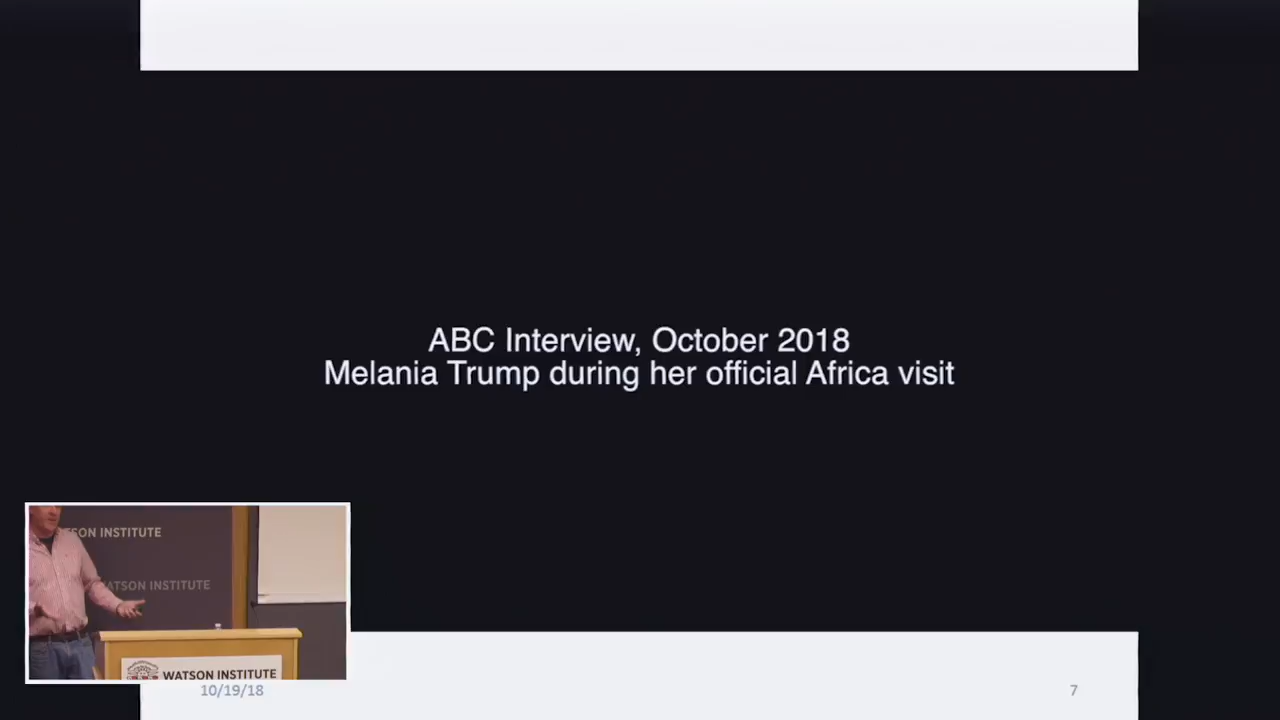 ABC Interview, October 2018
Melania Trump during her official Africa visit
TSON INSTITUTE
ATSON INSTITUTE
WATSON INSTITUTE
10/19/18
7